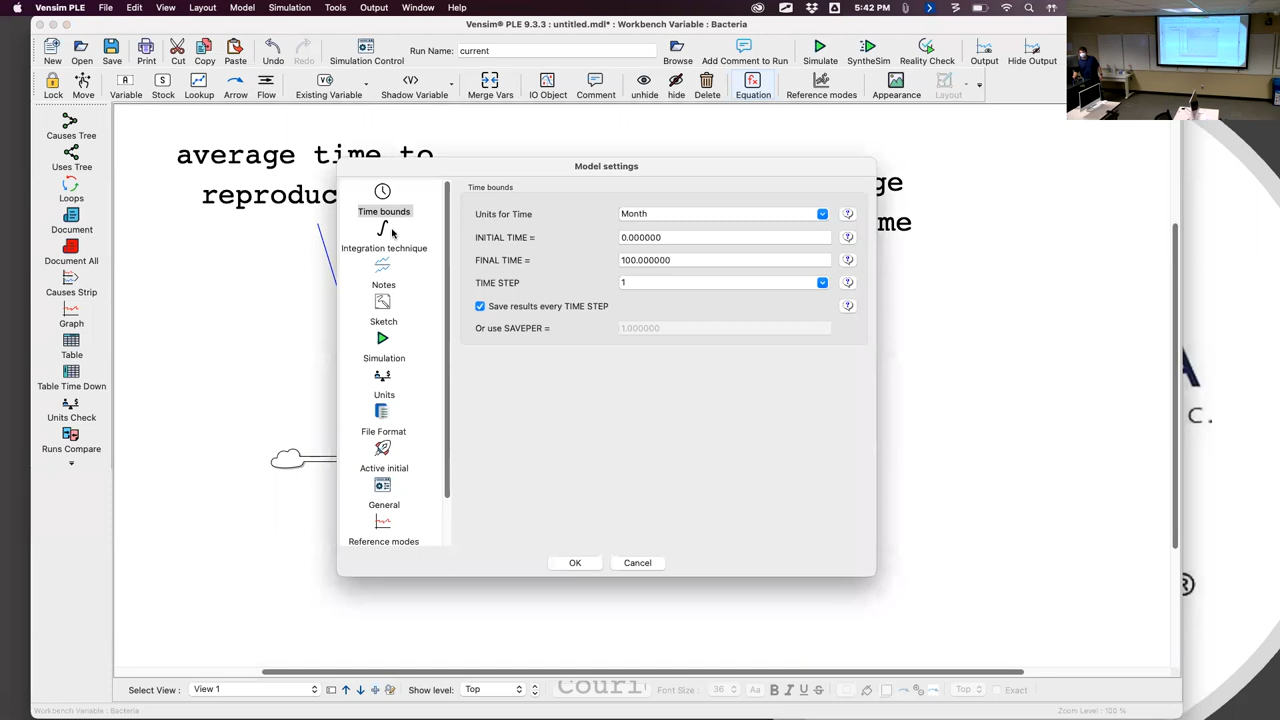 Vensim PLE File Edit View Layout Model Simulation Tools Output Window Help 5:42 PM
Vensim® PLE 9.3.3 : untitled.mdl* : Workbench Variable : Bacteria
New Open Save Print Cut Copy Paste Undo Redo Simulation Control Run Name: current Browse Add Comment to Run Simulate SyntheSim Reality Check Output Hide Output
Lock Move Variable Stock Lookup Arrow Flow Existing Variable Shadow Variable Merge Vars IO Object Comment unhide hide Delete Equation Reference modes Appearance Layout
Causes Tree
Uses Tree
Loops
Document
Document All
Causes Strip
Graph
Table
Table Time Down
Units Check
Runs Compare
average time to
reproduc
ge
me
Model settings
Time bounds
Integration technique
Notes
Sketch
Simulation
Units
File Format
Active initial
General
Reference modes
Time bounds
Units for Time Month
INITIAL TIME = 0.000000
FINAL TIME = 100.000000
TIME STEP 1
Save results every TIME STEP
Or use SAVEPER = 1.000000
OK Cancel
A
C.
®
Select View : View 1 Show level: Top Couri Font Size : 36 Aa B I U S Top Exact
Workbench Variable : Bacteria Zoom Level : 100 %